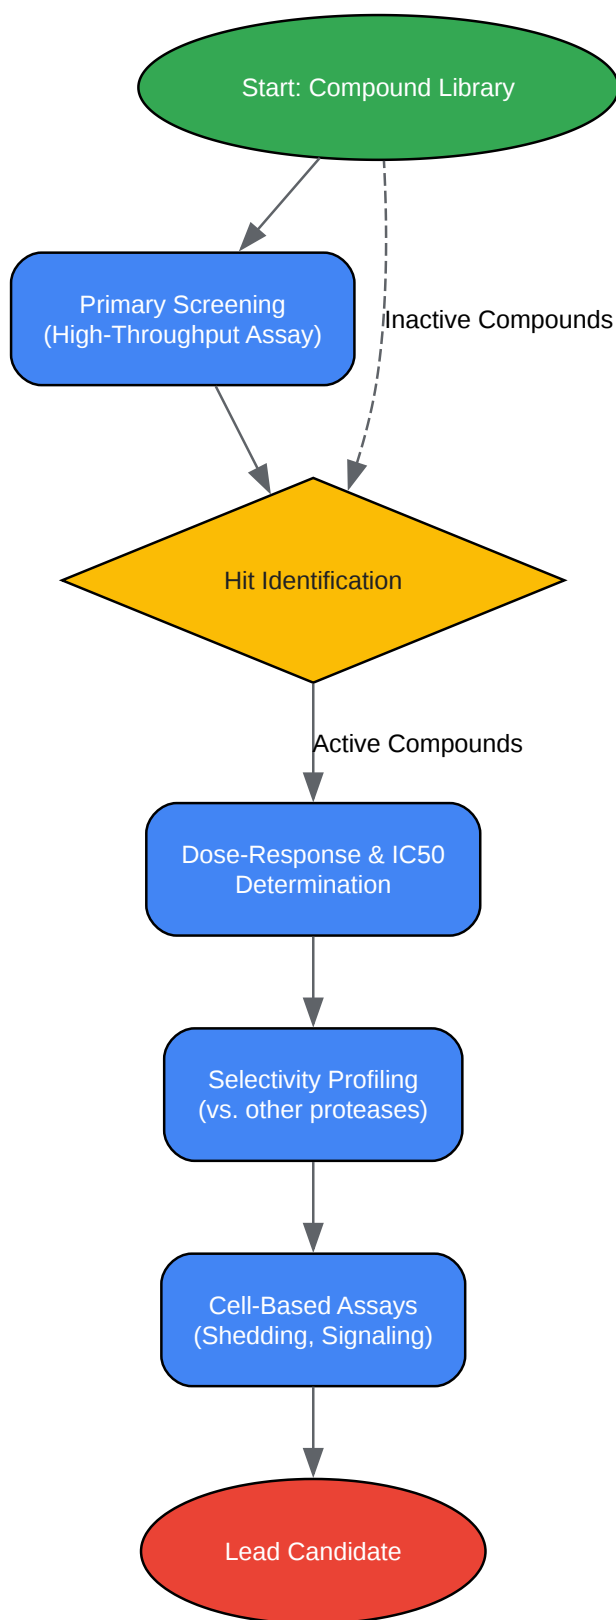 Start: Compound Library
Primary Screening
(High-Throughput Assay)
Inactive Compounds
Hit Identification
Active Compounds
Dose-Response & IC50
Determination
Selectivity Profiling
(vs. other proteases)
Cell-Based Assays
(Shedding, Signaling)
Lead Candidate